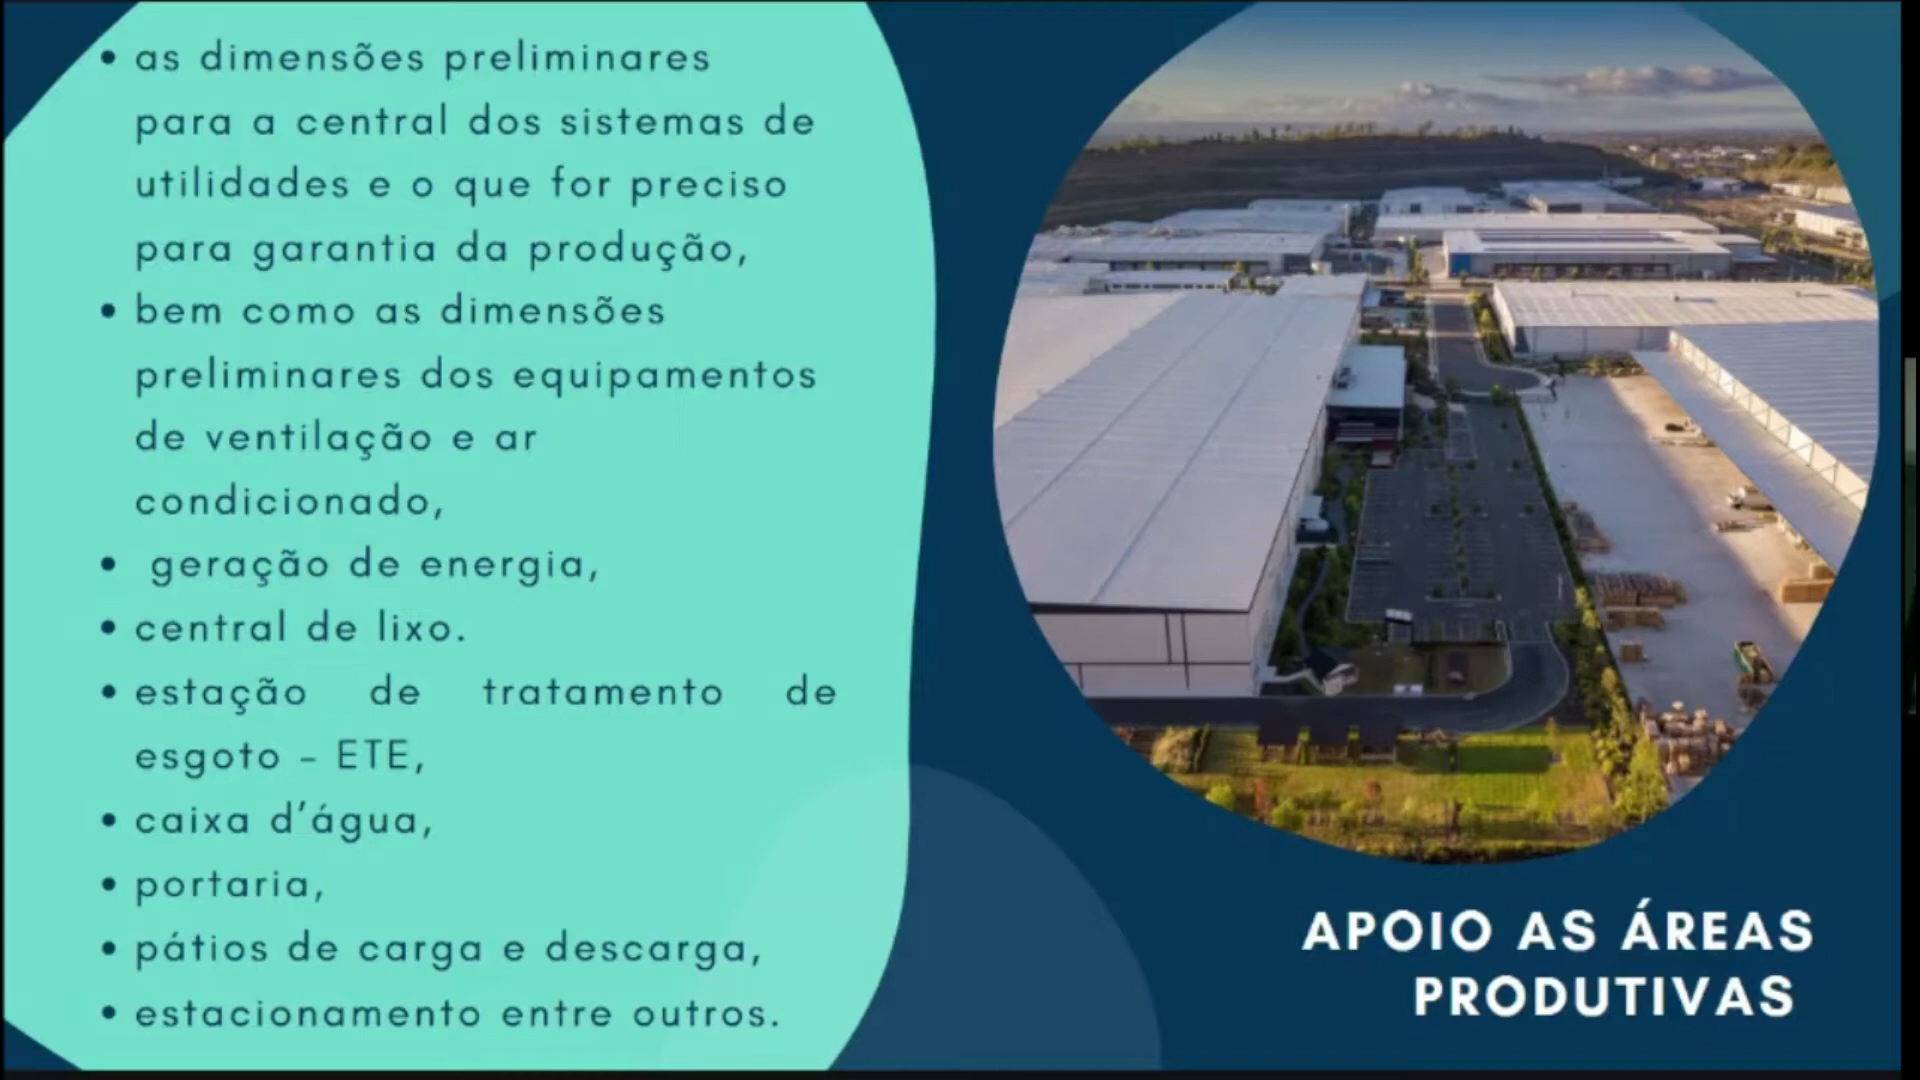 • as dimensões preliminares
para a central dos sistemas de
utilidades e o que for preciso
para garantia da produção,
• bem como as dimensões
preliminares dos equipamentos
de ventilação e ar
condicionado,
• geração de energia,
• central de lixo.
• estação de tratamento de
esgoto – ETE,
• caixa d’água,
• portaria,
• pátios de carga e descarga,
• estacionamento entre outros.
APOIO AS ÁREAS
PRODUTIVAS